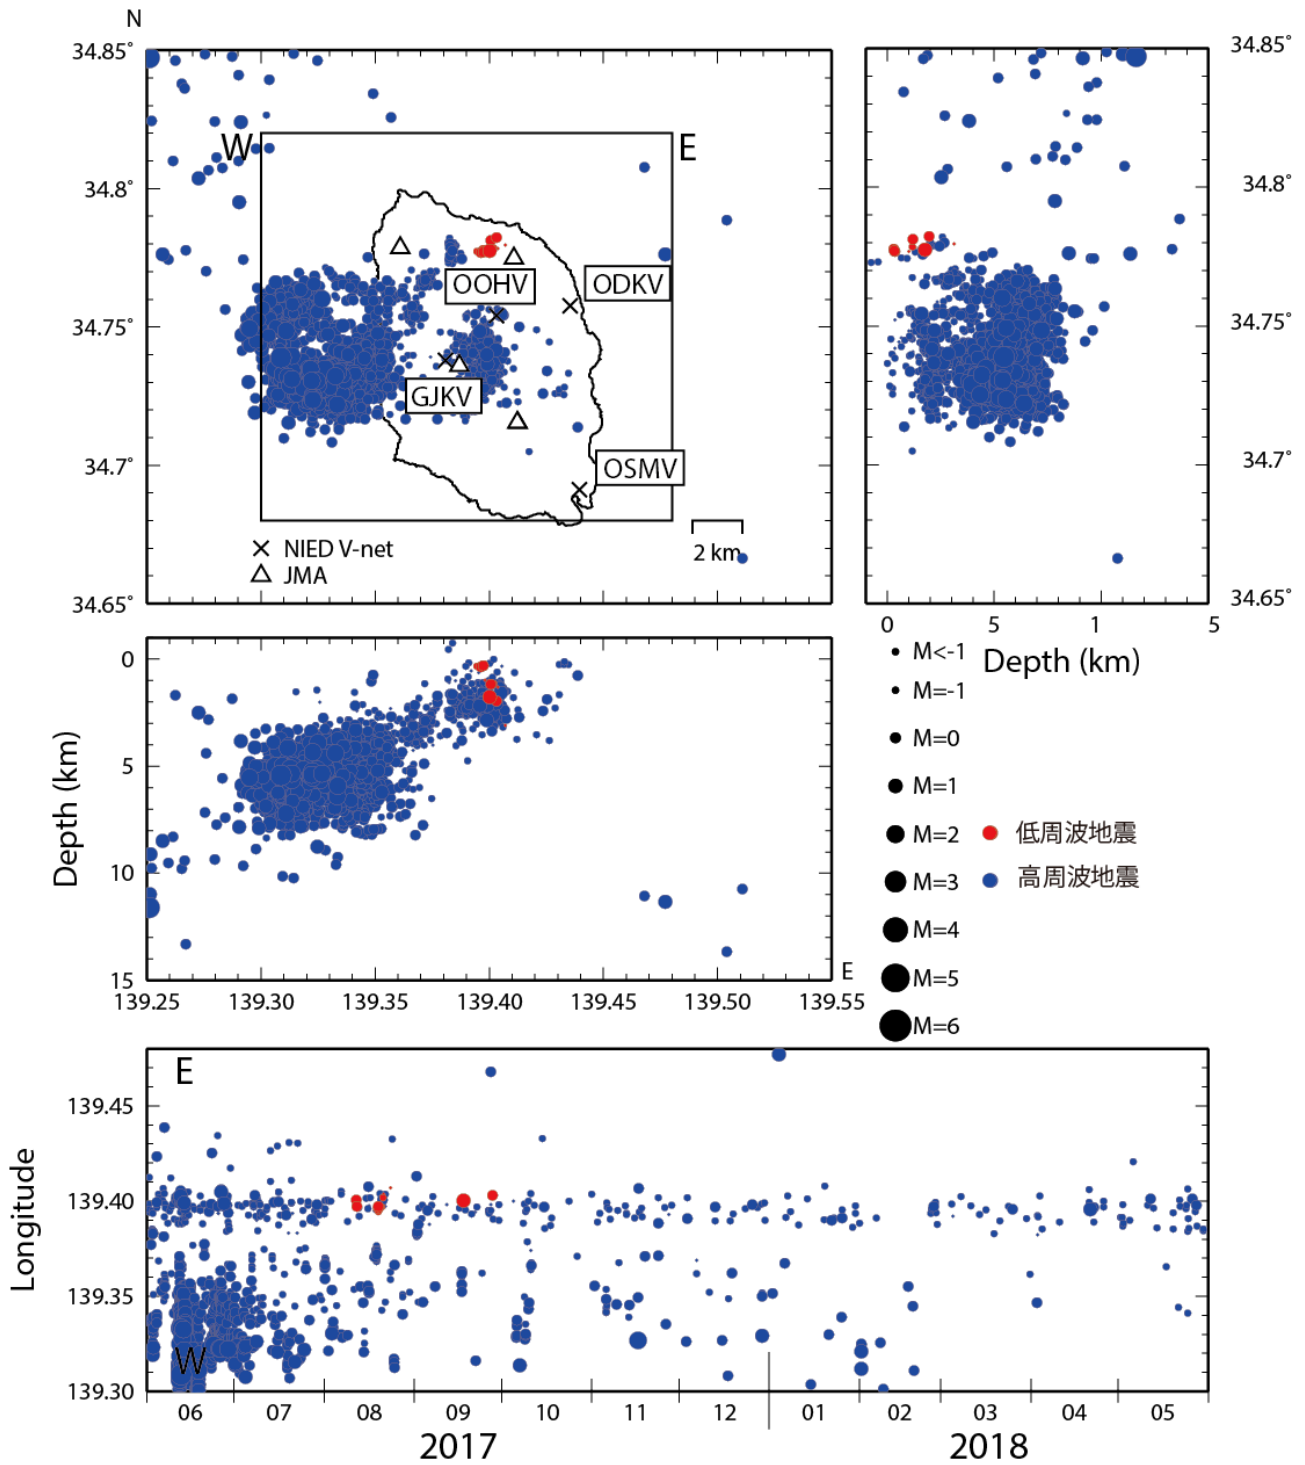 N
34.85°
34.8°
34.75°
34.7°
34.65°
W
E
OOHV
ODKV
GJKV
OSMV
NIED V-net
JMA
2 km
34.85°
34.8°
34.75°
34.7°
34.65°
0 5 1 5
Depth (km)
0
5
10
15
Depth (km)
E
139.25 139.30 139.35 139.40 139.45 139.50 139.55
M<-1
M=-1
M=0
M=1
M=2
M=3
M=4
M=5
M=6
低周波地震
高周波地震
E
139.45
139.40
139.35
139.30
Longitude
W
06 07 08 09 10 11 12 01 02 03 04 05
2017 2018